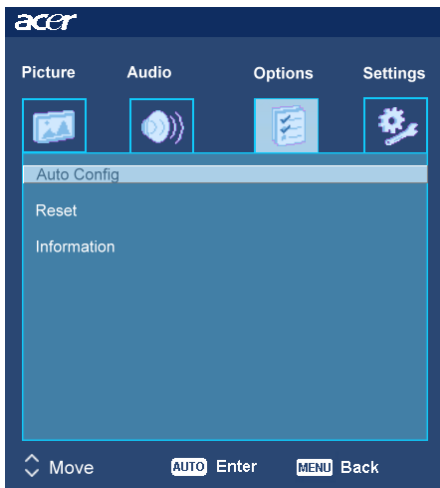 acer
Picture Audio Options Settings
Auto Config
Reset
Information
Move AUTO Enter MENU Back